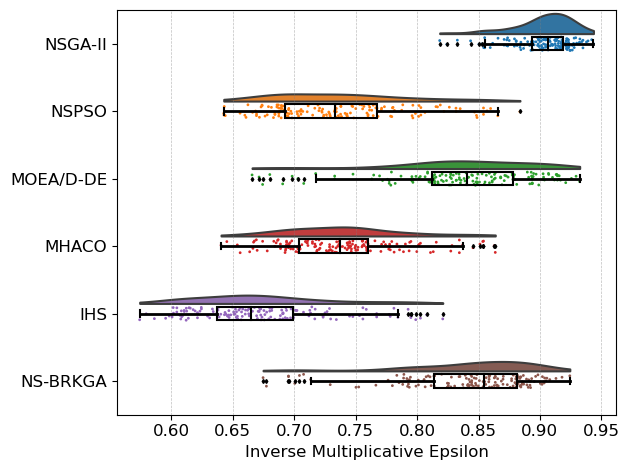 NSGA-II
NSPSO
MOEA/D-DE
MHACO
IHS
NS-BRKGA
0.60 0.65 0.70 0.75 0.80 0.85 0.90 0.95
Inverse Multiplicative Epsilon